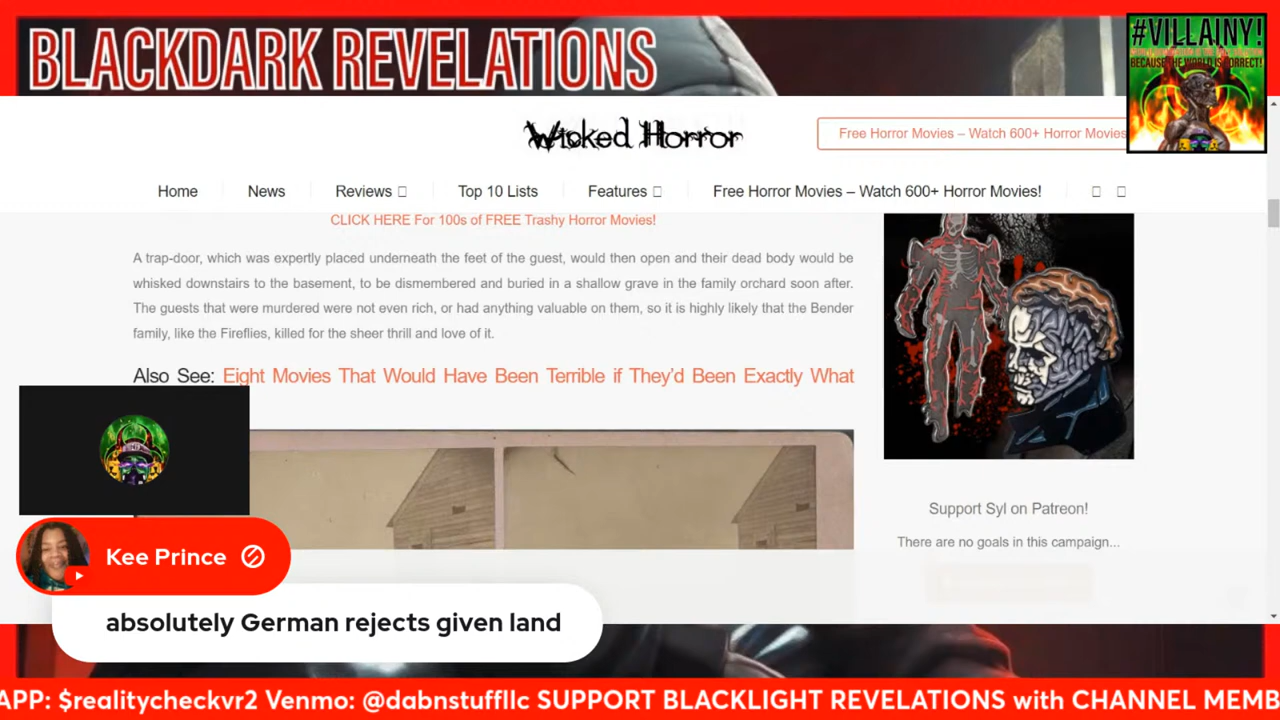 BLACKDARK REVELATIONS
#VILLAINY!
BECAUSE THE WORLD IS CORRECT!
Wicked Horror
Free Horror Movies – Watch 600+ Horror Movies
Home News Reviews Top 10 Lists Features Free Horror Movies – Watch 600+ Horror Movies!
CLICK HERE For 100s of FREE Trashy Horror Movies!
A trap-door, which was expertly placed underneath the feet of the guest, would then open and their dead body would be
whisked downstairs to the basement, to be dismembered and buried in a shallow grave in the family orchard soon after.
The guests that were murdered were not even rich, or had anything valuable on them, so it is highly likely that the Bender
family, like the Fireflies, killed for the sheer thrill and love of it.
Also See: Eight Movies That Would Have Been Terrible if They’d Been Exactly What
Support Syl on Patreon!
There are no goals in this campaign...
Kee Prince
absolutely German rejects given land
APP: $realitycheckvr2 Venmo: @dabnstuffllc SUPPORT BLACKLIGHT REVELATIONS with CHANNEL MEMB